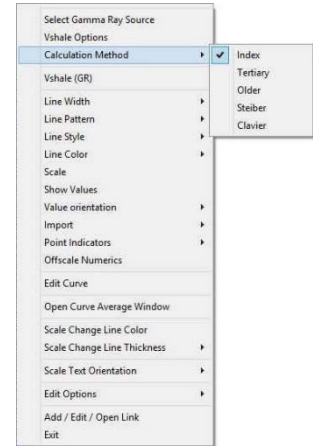 Select Gamma Ray Source
Vshale Options
Calculation Method
Index
Tertiary
Older
Steiber
Clavier
Vshale (GR)
Line Width
Line Pattern
Line Style
Line Color
Scale
Show Values
Value orientation
Import
Point Indicators
Offscale Numerics
Edit Curve
Open Curve Average Window
Scale Change Line Color
Scale Change Line Thickness
Scale Text Orientation
Edit Options
Add / Edit / Open Link
Exit